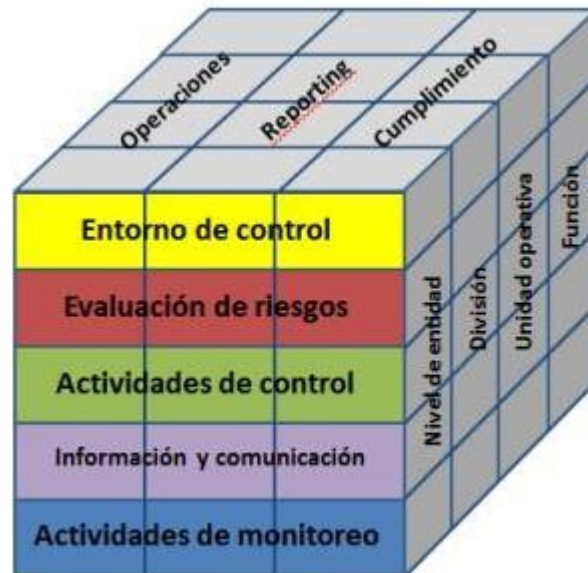 Operaciones
Reporting
Cumplimiento
Entorno de control
Evaluación de riesgos
Actividades de control
Información y comunicación
Actividades de monitoreo
Nivel de entidad
División
Unidad operativa
Función